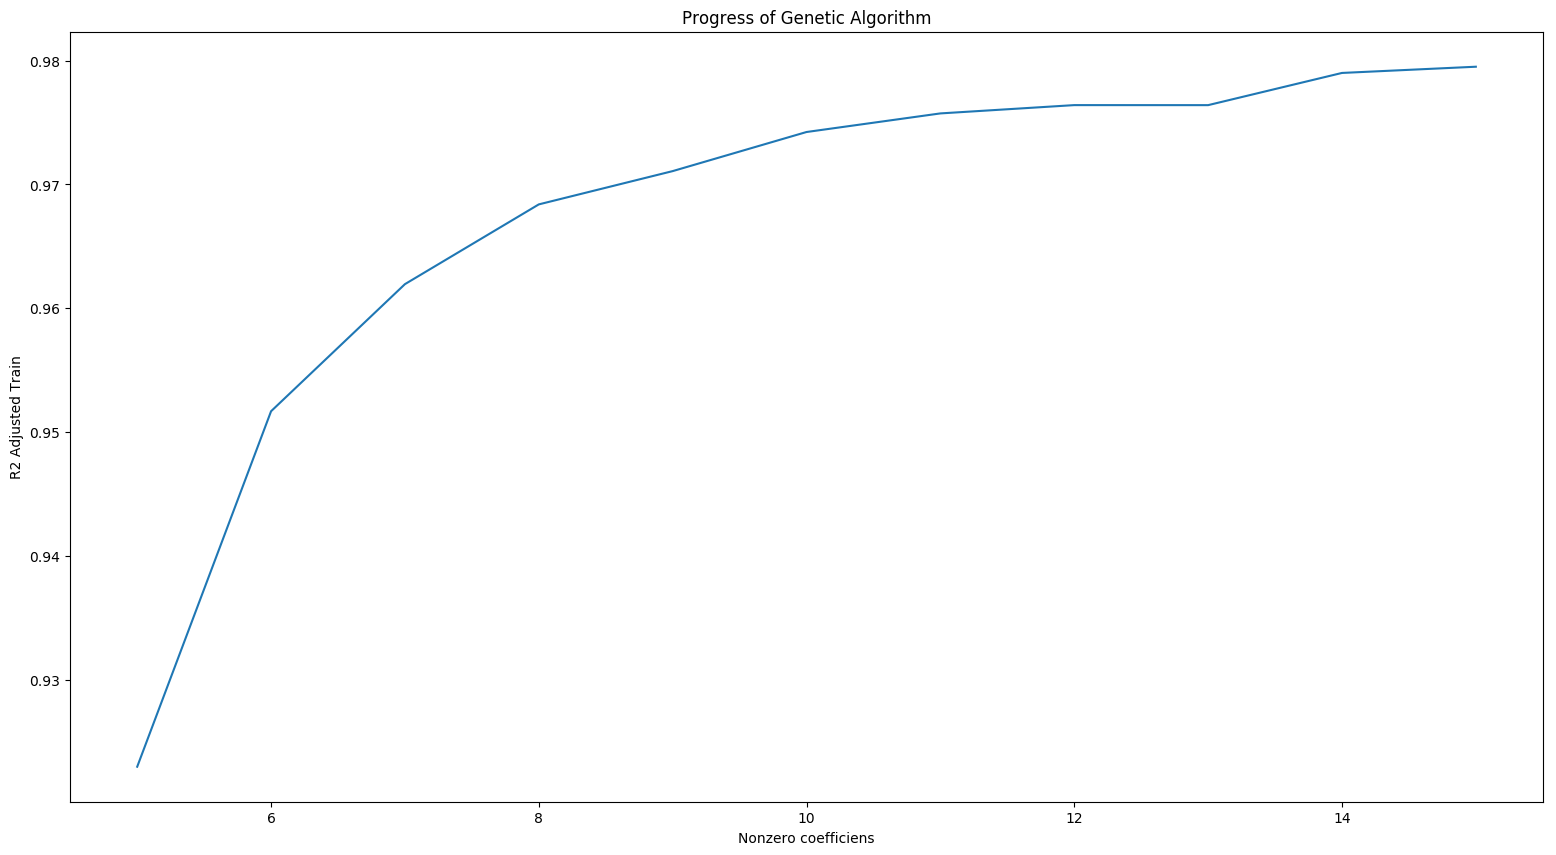 Progress of Genetic Algorithm
0.98
0.97
0.96
0.95
0.94
0.93
R2 Adjusted Train
6 8 10 12 14
Nonzero coefficiens